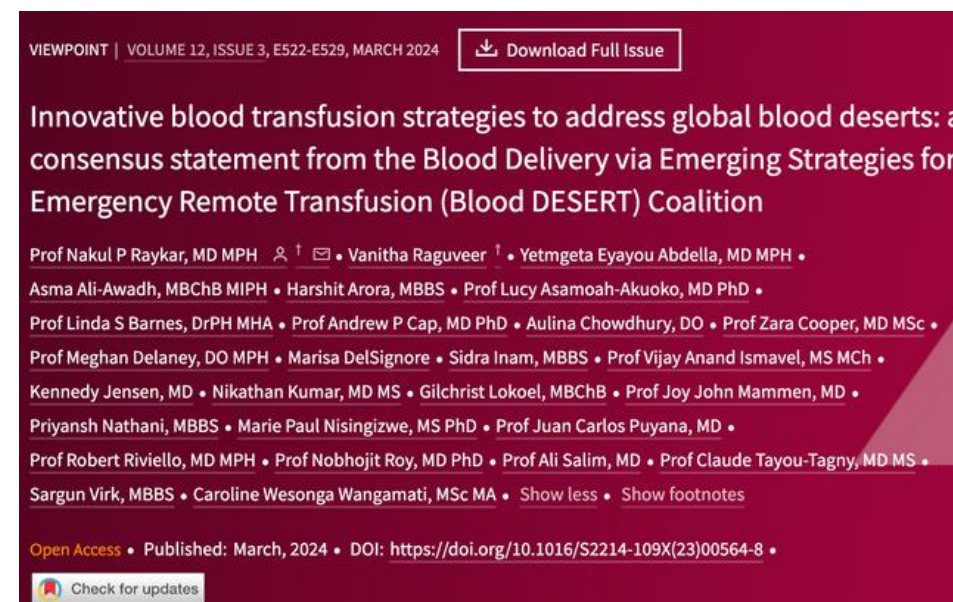 VIEWPOINT | VOLUME 12, ISSUE 3, E522-E529, MARCH 2024 Download Full Issue
Innovative blood transfusion strategies to address global blood deserts: a
consensus statement from the Blood Delivery via Emerging Strategies for
Emergency Remote Transfusion (Blood DESERT) Coalition
Prof Nakul P Raykar, MD MPH † • Vanitha Raguveer † • Yetmgeta Eyayou Abdella, MD MPH •
Asma Ali-Awadh, MBChB MIPH • Harshit Arora, MBBS • Prof Lucy Asamoah-Akuoko, MD PhD •
Prof Linda S Barnes, DrPH MHA • Prof Andrew P Cap, MD PhD • Aulina Chowdhury, DO • Prof Zara Cooper, MD MSc •
Prof Meghan Delaney, DO MPH • Marisa DelSignore • Sidra Inam, MBBS • Prof Vijay Anand Ismavel, MS MCh •
Kennedy Jensen, MD • Nikathan Kumar, MD MS • Gilchrist Lokoel, MBChB • Prof Joy John Mammen, MD •
Priyansh Nathani, MBBS • Marie Paul Nisingizwe, MS PhD • Prof Juan Carlos Puyana, MD •
Prof Robert Riviello, MD MPH • Prof Nobhojit Roy, MD PhD • Prof Ali Salim, MD • Prof Claude Tayou-Tagny, MD MS •
Sargun Virk, MBBS • Caroline Wesonga Wangamati, MSc MA • Show less • Show footnotes
Open Access • Published: March, 2024 • DOI: https://doi.org/10.1016/S2214-109X(23)00564-8 •
Check for updates